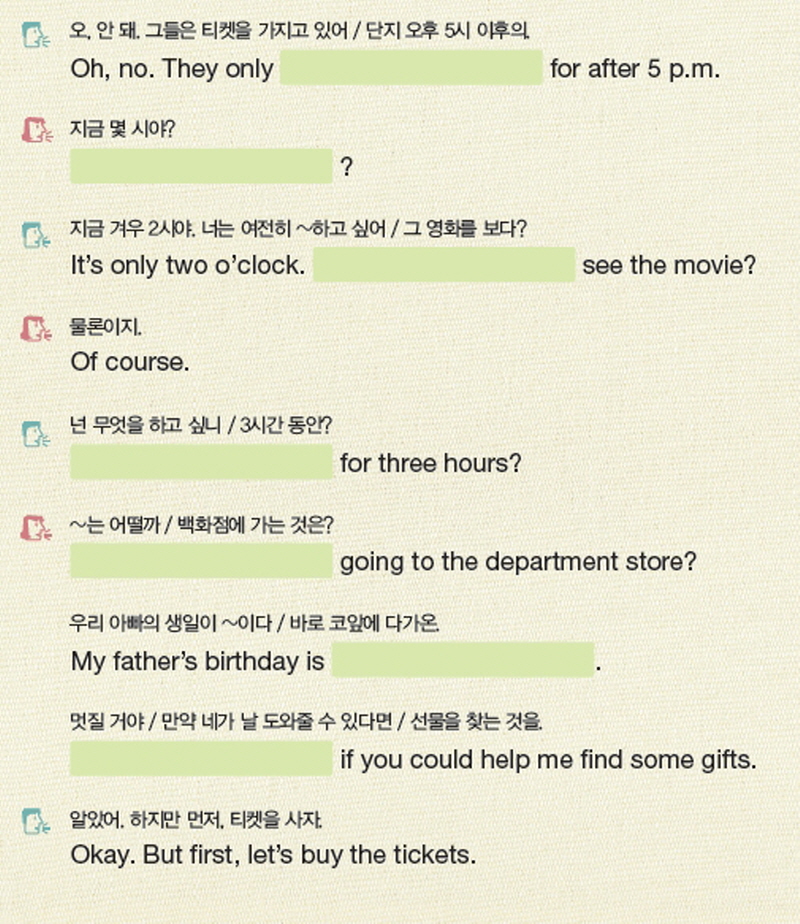 오, 안 돼. 그들은 티켓을 가지고 있어 / 단지 오후 5시 이후의.
Oh, no. They only for after 5 p.m.
지금 몇 시야?
?
지금 겨우 2시야. 너는 여전히 ~하고 싶어 / 그 영화를 보다?
It's only two o'clock. see the movie?
물론이지.
Of course.
넌 무엇을 하고 싶니 / 3시간 동안?
for three hours?
~는 어떨까 / 백화점에 가는 것은?
going to the department store?
우리 아빠의 생일이 ~이다 / 바로 코앞에 다가온.
My father's birthday is .
멋질 거야 / 만약 네가 날 도와줄 수 있다면 / 선물을 찾는 것을.
if you could help me find some gifts.
알았어. 하지만 먼저, 티켓을 사자.
Okay. But first, let's buy the tickets.